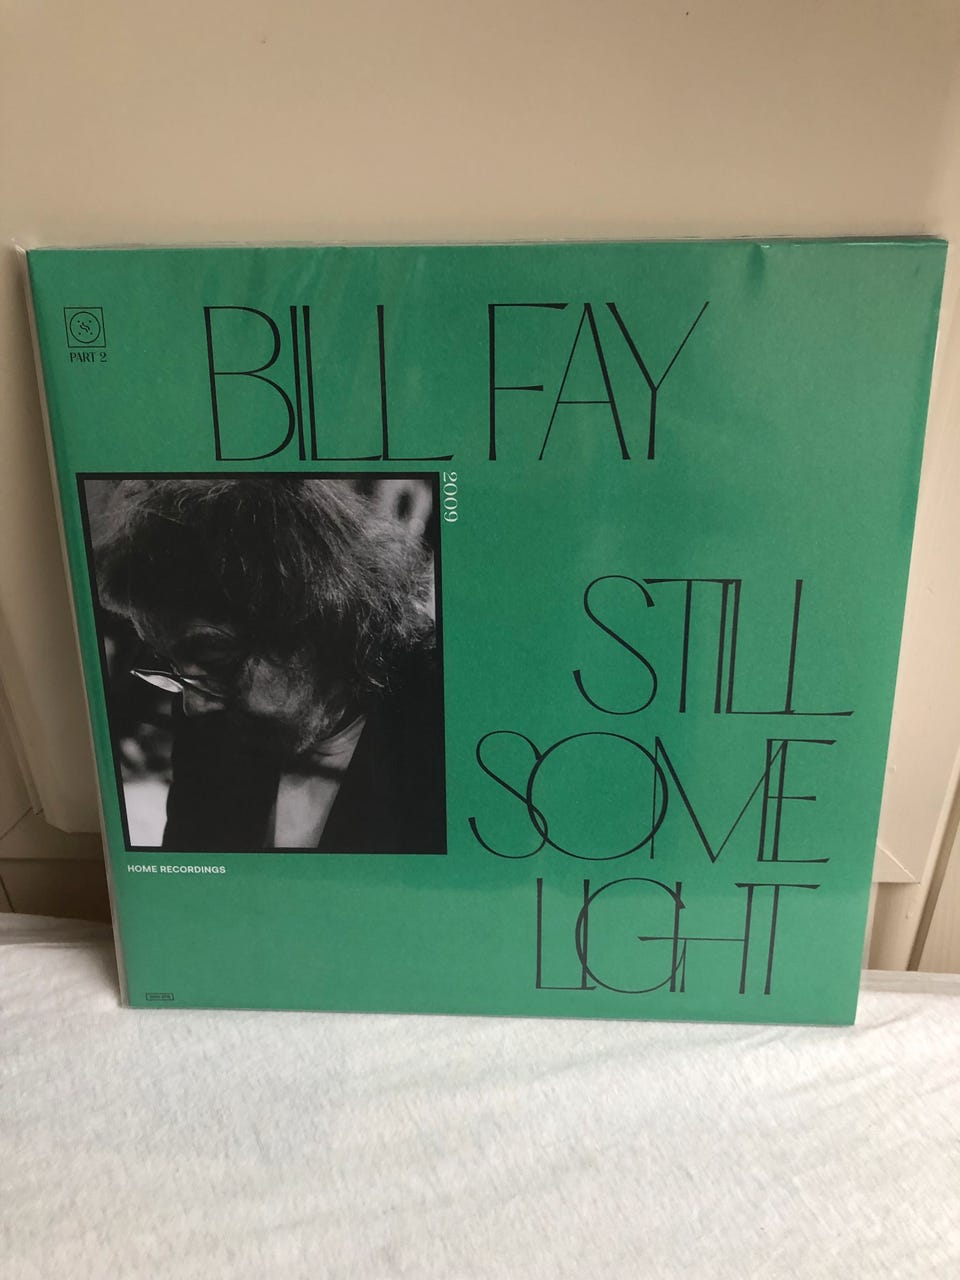 PART 2
BILL FAY
2009
STILL
SOME
LIGHT
HOME RECORDINGS